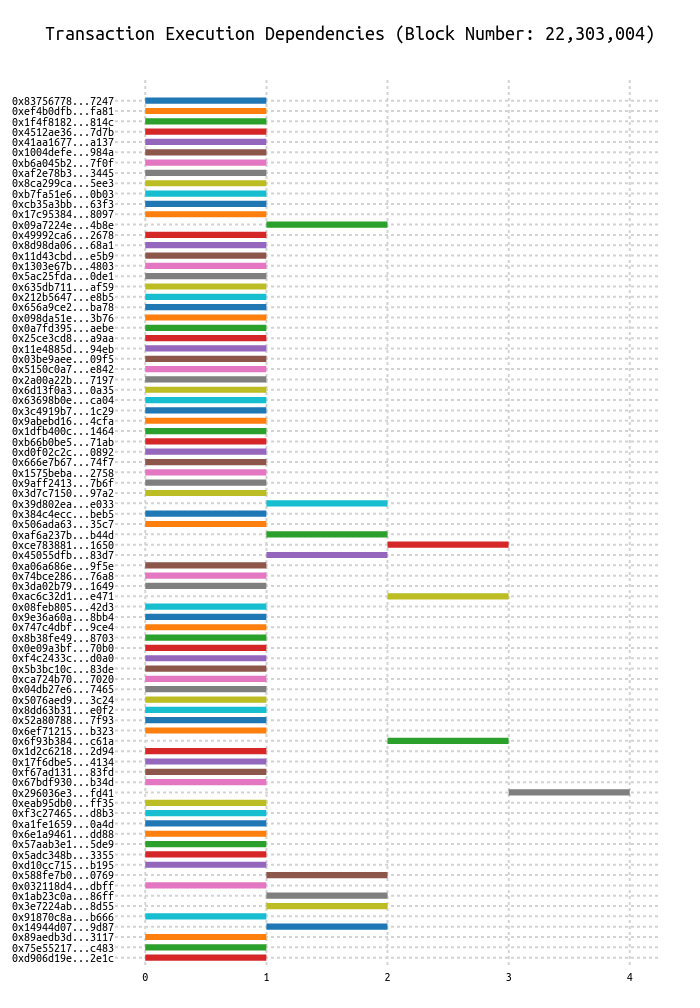 Transaction Execution Dependencies (Block Number: 22,303,004)
0x83756778...7247
0xef4b0dfb...fa81
0x1f4f8182...814c
0x4512ae36...7d7b
0x41aa1677...a137
0x1004defe...984a
0xb6a045b2...7f0f
0xaf2e78b3...3445
0x8ca299ca...5ee3
0xb7fa51e6...0b03
0xcb35a3bb...63f3
0x17c95384...8097
0x09a7224e...4b8e
0x49992ca6...2678
0x8d98da06...68a1
0x11d43cbd...e5b9
0x1303e67b...4803
0x5ac25fda...0de1
0x635db711...af59
0x212b5647...e8b5
0x656a9ce2...ba78
0x098da51e...3b76
0x0a7fd395...aebe
0x25ce3cd8...a9aa
0x11e4885d...94eb
0x03be9aee...09f5
0x5150c0a7...e842
0x2a00a22b...7197
0x6d13f0a3...0a35
0x63698b0e...ca04
0x3c4919b7...1c29
0x9abebd16...4cfa
0x1dfb400c...1464
0xb66b0be5...71ab
0xd0f02c2c...0892
0x666e7b67...74f7
0x1575beba...2758
0x9aff2413...7b6f
0x3d7c7150...97a2
0x39d802ea...e033
0x384c4ecc...beb5
0x506ada63...35c7
0xaf6a237b...b44d
0xce783881...1650
0x45055dfb...83d7
0xa06a686e...9f5e
0x74bce286...76a8
0x3da02b79...1649
0xac6c32d1...e471
0x08feb805...42d3
0x9e36a60a...8bb4
0x747c4dbf...9ce4
0x8b38fe49...8703
0x0e09a3bf...70b0
0xf4c2433c...d0a0
0x5b3bc10c...83de
0xca724b70...7020
0x04db27e6...7465
0x5076aed9...3c24
0x8dd63b31...e0f2
0x52a80788...7f93
0x6ef71215...b323
0x6f93b384...c61a
0x1d2c6218...2d94
0x17f6dbe5...4134
0xf67ad131...83fd
0x67bdf930...b34d
0x296036e3...fd41
0xeab95db0...ff35
0xf3c27465...d8b3
0xa1fe1659...0a4d
0x6e1a9461...dd88
0x57aab3e1...5de9
0x5adc348b...3355
0xd10cc715...b195
0x588fe7b0...0769
0x032118d4...dbff
0x1ab23c0a...86ff
0x3e7224ab...8d55
0x91870c8a...b666
0x14944d07...9d87
0x89aedb3d...3117
0x75e55217...c483
0xd906d19e...2e1c
0 1 2 3 4